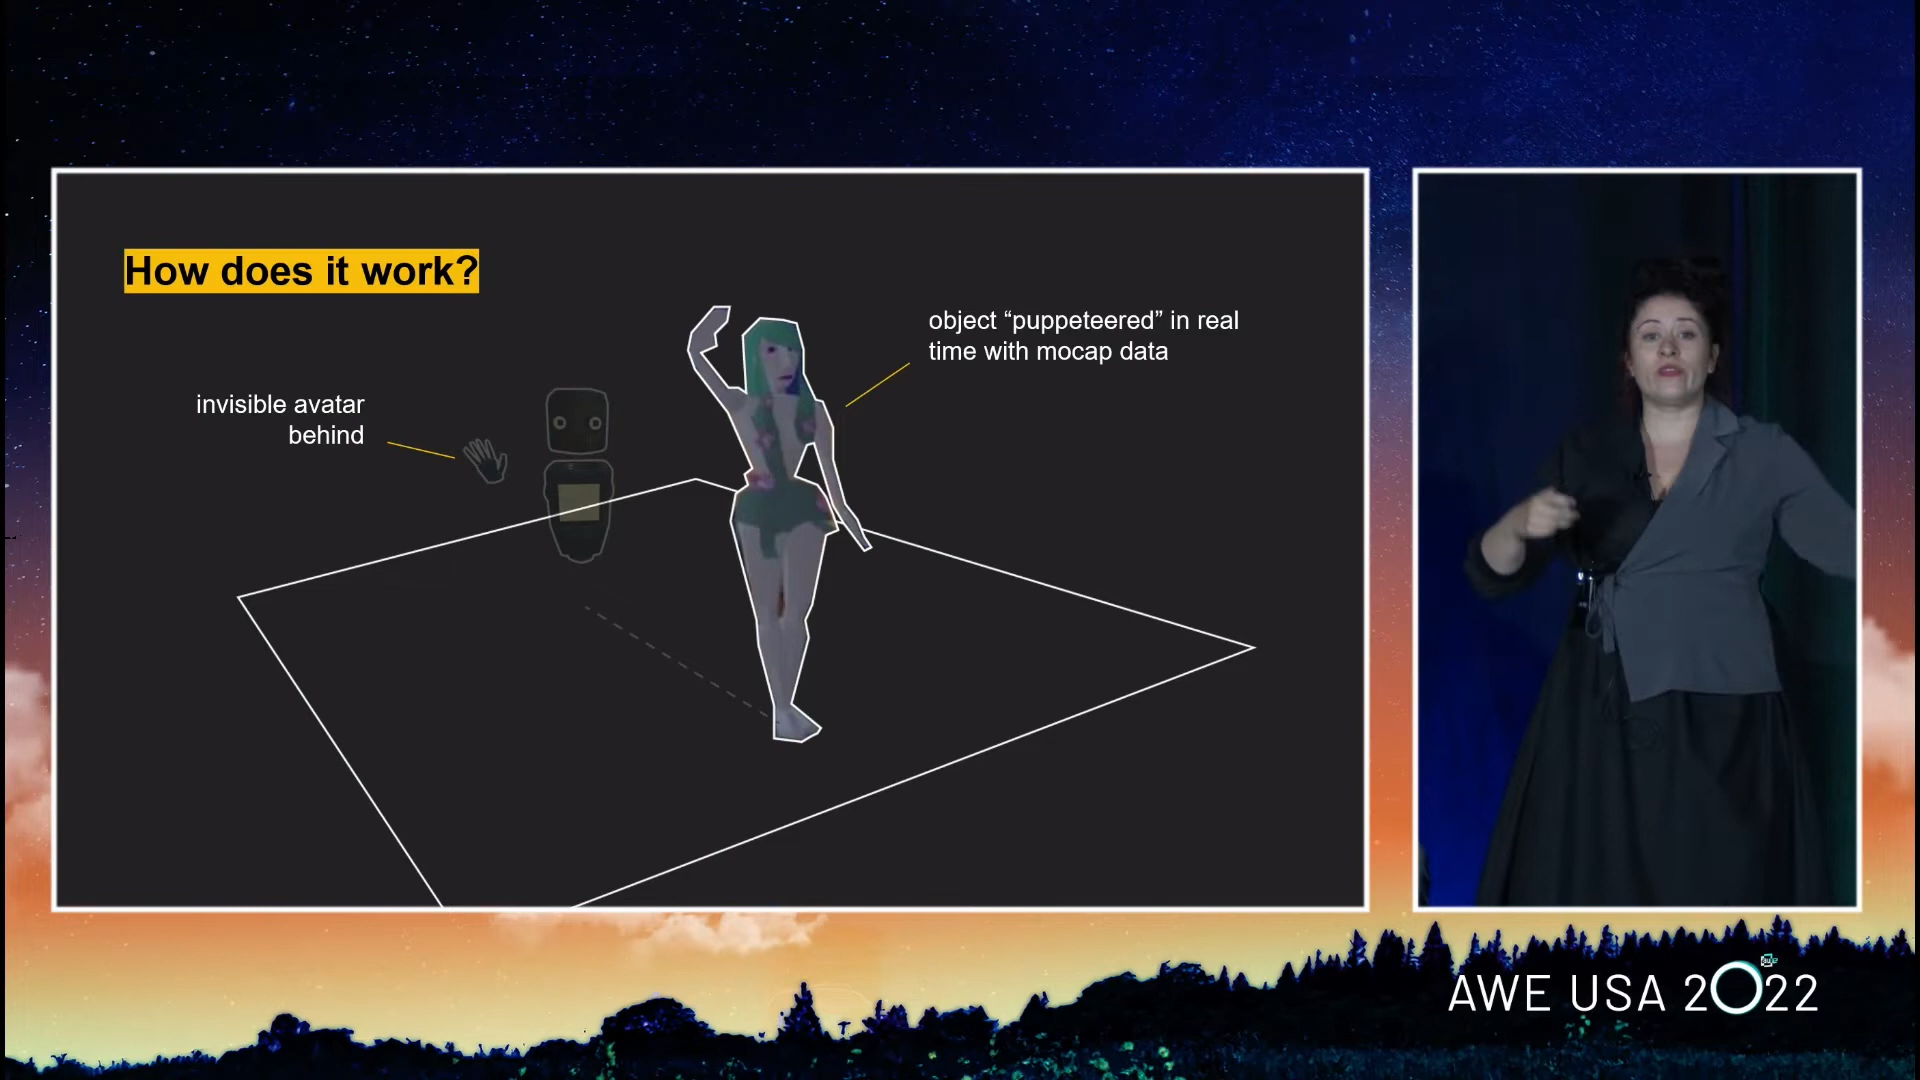 How does it work?
object “puppeteered” in real
time with mocap data
invisible avatar
behind
AWE USA 2022